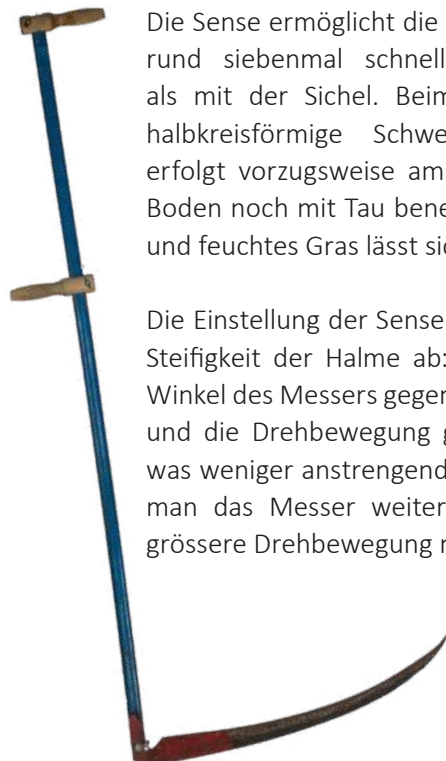 Die Sense ermöglicht die
rund siebenmal schnell
als mit der Sichel. Beim
halbkreisförmige Schwe
erfolgt vorzugsweise am
Boden noch mit Tau bene
und feuchtes Gras lässt sic
Die Einstellung der Sense
Steifigkeit der Halme ab:
Winkel des Messers gegen
und die Drehbewegung g
was weniger anstrengend
man das Messer weiter
grössere Drehbewegung r